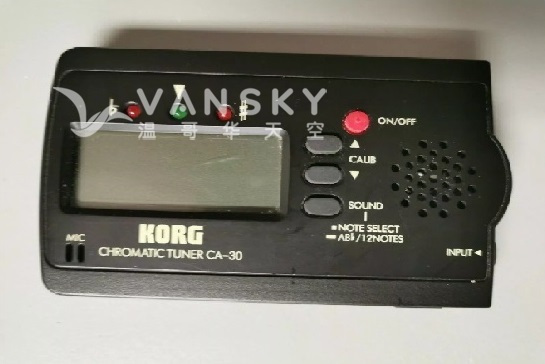 ♭ ▼ ♯
VANSKY
温哥华天空
ON/OFF
▲
CALIB
▼
SOUND
KORG
■NOTE SELECT
MIC
CHROMATIC TUNER CA-30
INPUT ◄